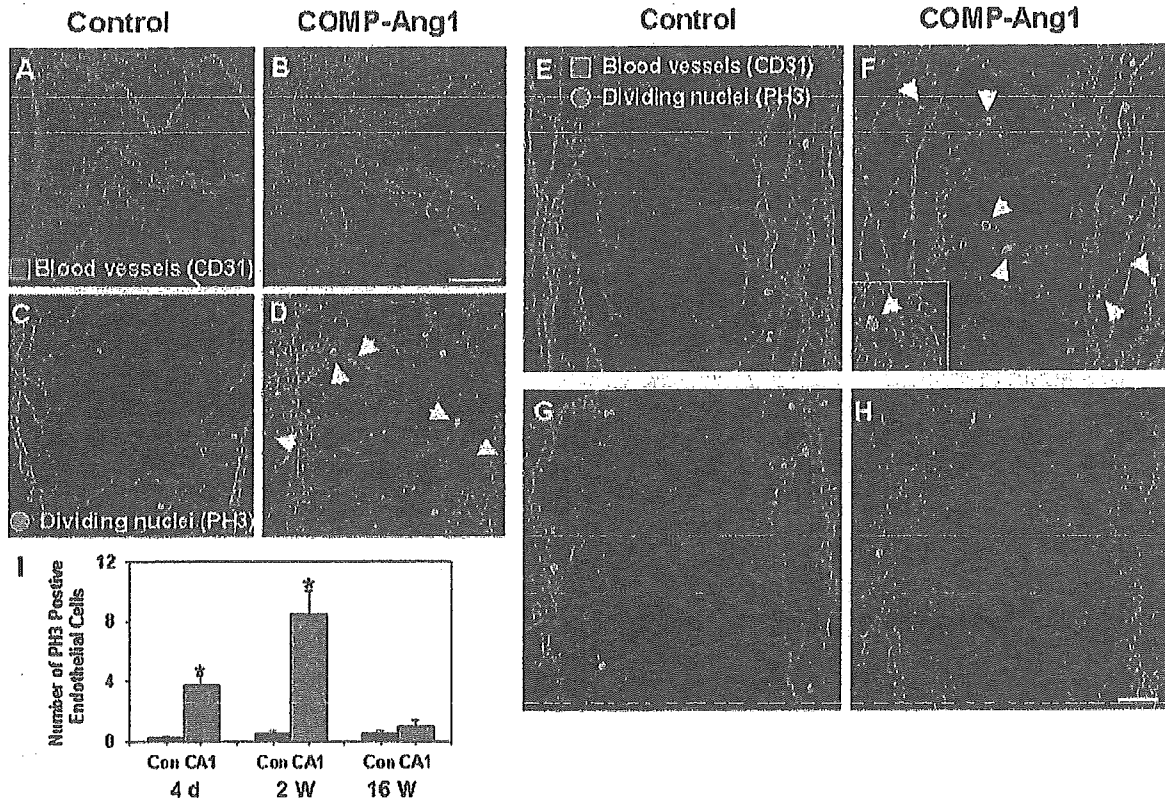 Control
COMP-Ang1
Control
COMP-Ang1
A
B
Blood vessels (CD31)
C
D
Dividing nuclei (PH3)
E
Blood vessels (CD31)
Dividing nuclei (PH3)
F
G
H
I
Number of PH3 Postive
Endothelial Cells
12
8
4
0
*
*
Con CA1
Con CA1
Con CA1
4 d
2 W
16 W